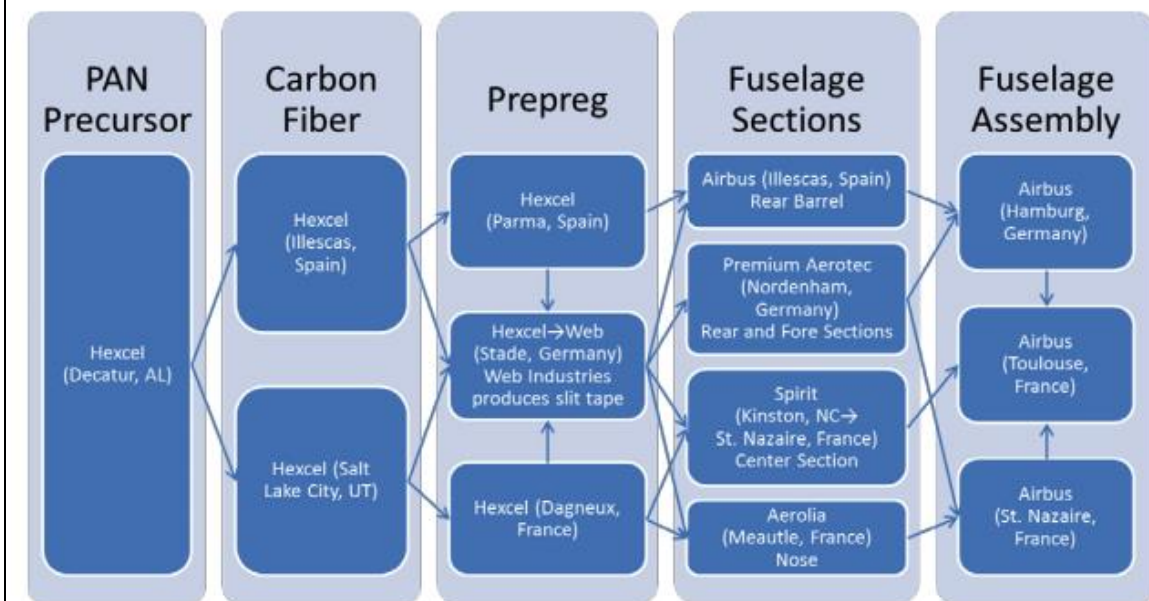 PAN
Precursor
Hexcel
(Decatur, AL)
Carbon
Fiber
Hexcel
(Illescas,
Spain)
Hexcel (Salt
Lake City, UT)
Prepreg
Hexcel
(Parma, Spain)
Hexcel→Web
(Stade, Germany)
Web Industries
produces slit tape
Hexcel (Dagneux,
France)
Fuselage
Sections
Airbus (Illescas, Spain)
Rear Barrel
Premium Aerotec
(Nordenham,
Germany)
Rear and Fore Sections
Spirit
(Kinston, NC→
St. Nazaire, France)
Center Section
Aerolia
(Meautle, France)
Nose
Fuselage
Assembly
Airbus
(Hamburg,
Germany)
Airbus
(Toulouse,
France)
Airbus
(St. Nazaire,
France)